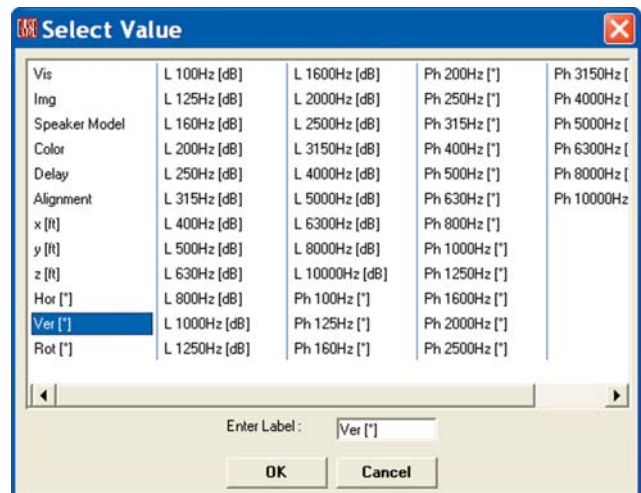 Select Value
Vis
Img
Speaker Model
Color
Delay
Alignment
x [ft]
y [ft]
z [ft]
Hor [°]
Ver [°]
Rot [°]
L 100Hz [dB]
L 125Hz [dB]
L 160Hz [dB]
L 200Hz [dB]
L 250Hz [dB]
L 315Hz [dB]
L 400Hz [dB]
L 500Hz [dB]
L 630Hz [dB]
L 800Hz [dB]
L 1000Hz [dB]
L 1250Hz [dB]
L 1600Hz [dB]
L 2000Hz [dB]
L 2500Hz [dB]
L 3150Hz [dB]
L 4000Hz [dB]
L 5000Hz [dB]
L 6300Hz [dB]
L 8000Hz [dB]
L 10000Hz [dB]
Ph 100Hz [°]
Ph 125Hz [°]
Ph 160Hz [°]
Ph 200Hz [°]
Ph 250Hz [°]
Ph 315Hz [°]
Ph 400Hz [°]
Ph 500Hz [°]
Ph 630Hz [°]
Ph 800Hz [°]
Ph 1000Hz [°]
Ph 1250Hz [°]
Ph 1600Hz [°]
Ph 2000Hz [°]
Ph 2500Hz [°]
Ph 3150Hz [
Ph 4000Hz [
Ph 5000Hz [
Ph 6300Hz [
Ph 8000Hz [
Ph 10000Hz
Enter Label : Ver [°]
OK Cancel